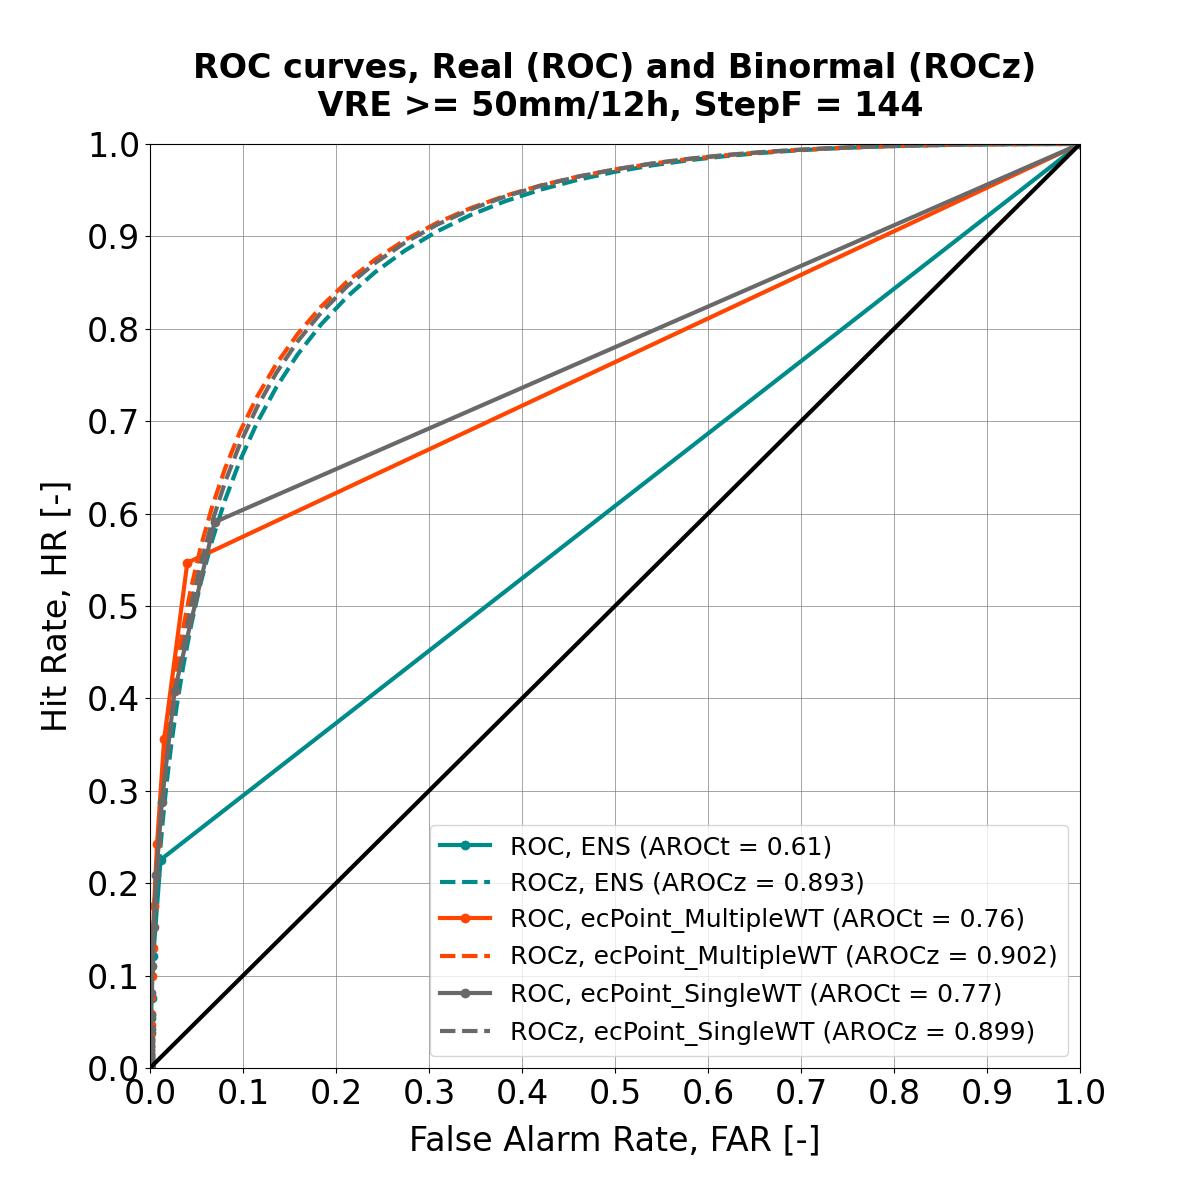 ROC curves, Real (ROC) and Binormal (ROCz)
VRE >= 50mm/12h, StepF = 144
1.0
0.9
0.8
0.7
0.6
0.5
0.4
0.3
0.2
0.1
0.0
Hit Rate, HR [-]
ROC, ENS (AROCt = 0.61)
ROCz, ENS (AROCz = 0.893)
ROC, ecPoint_MultipleWT (AROCt = 0.76)
ROCz, ecPoint_MultipleWT (AROCz = 0.902)
ROC, ecPoint_SingleWT (AROCt = 0.77)
ROCz, ecPoint_SingleWT (AROCz = 0.899)
0.0 0.1 0.2 0.3 0.4 0.5 0.6 0.7 0.8 0.9 1.0
False Alarm Rate, FAR [-]